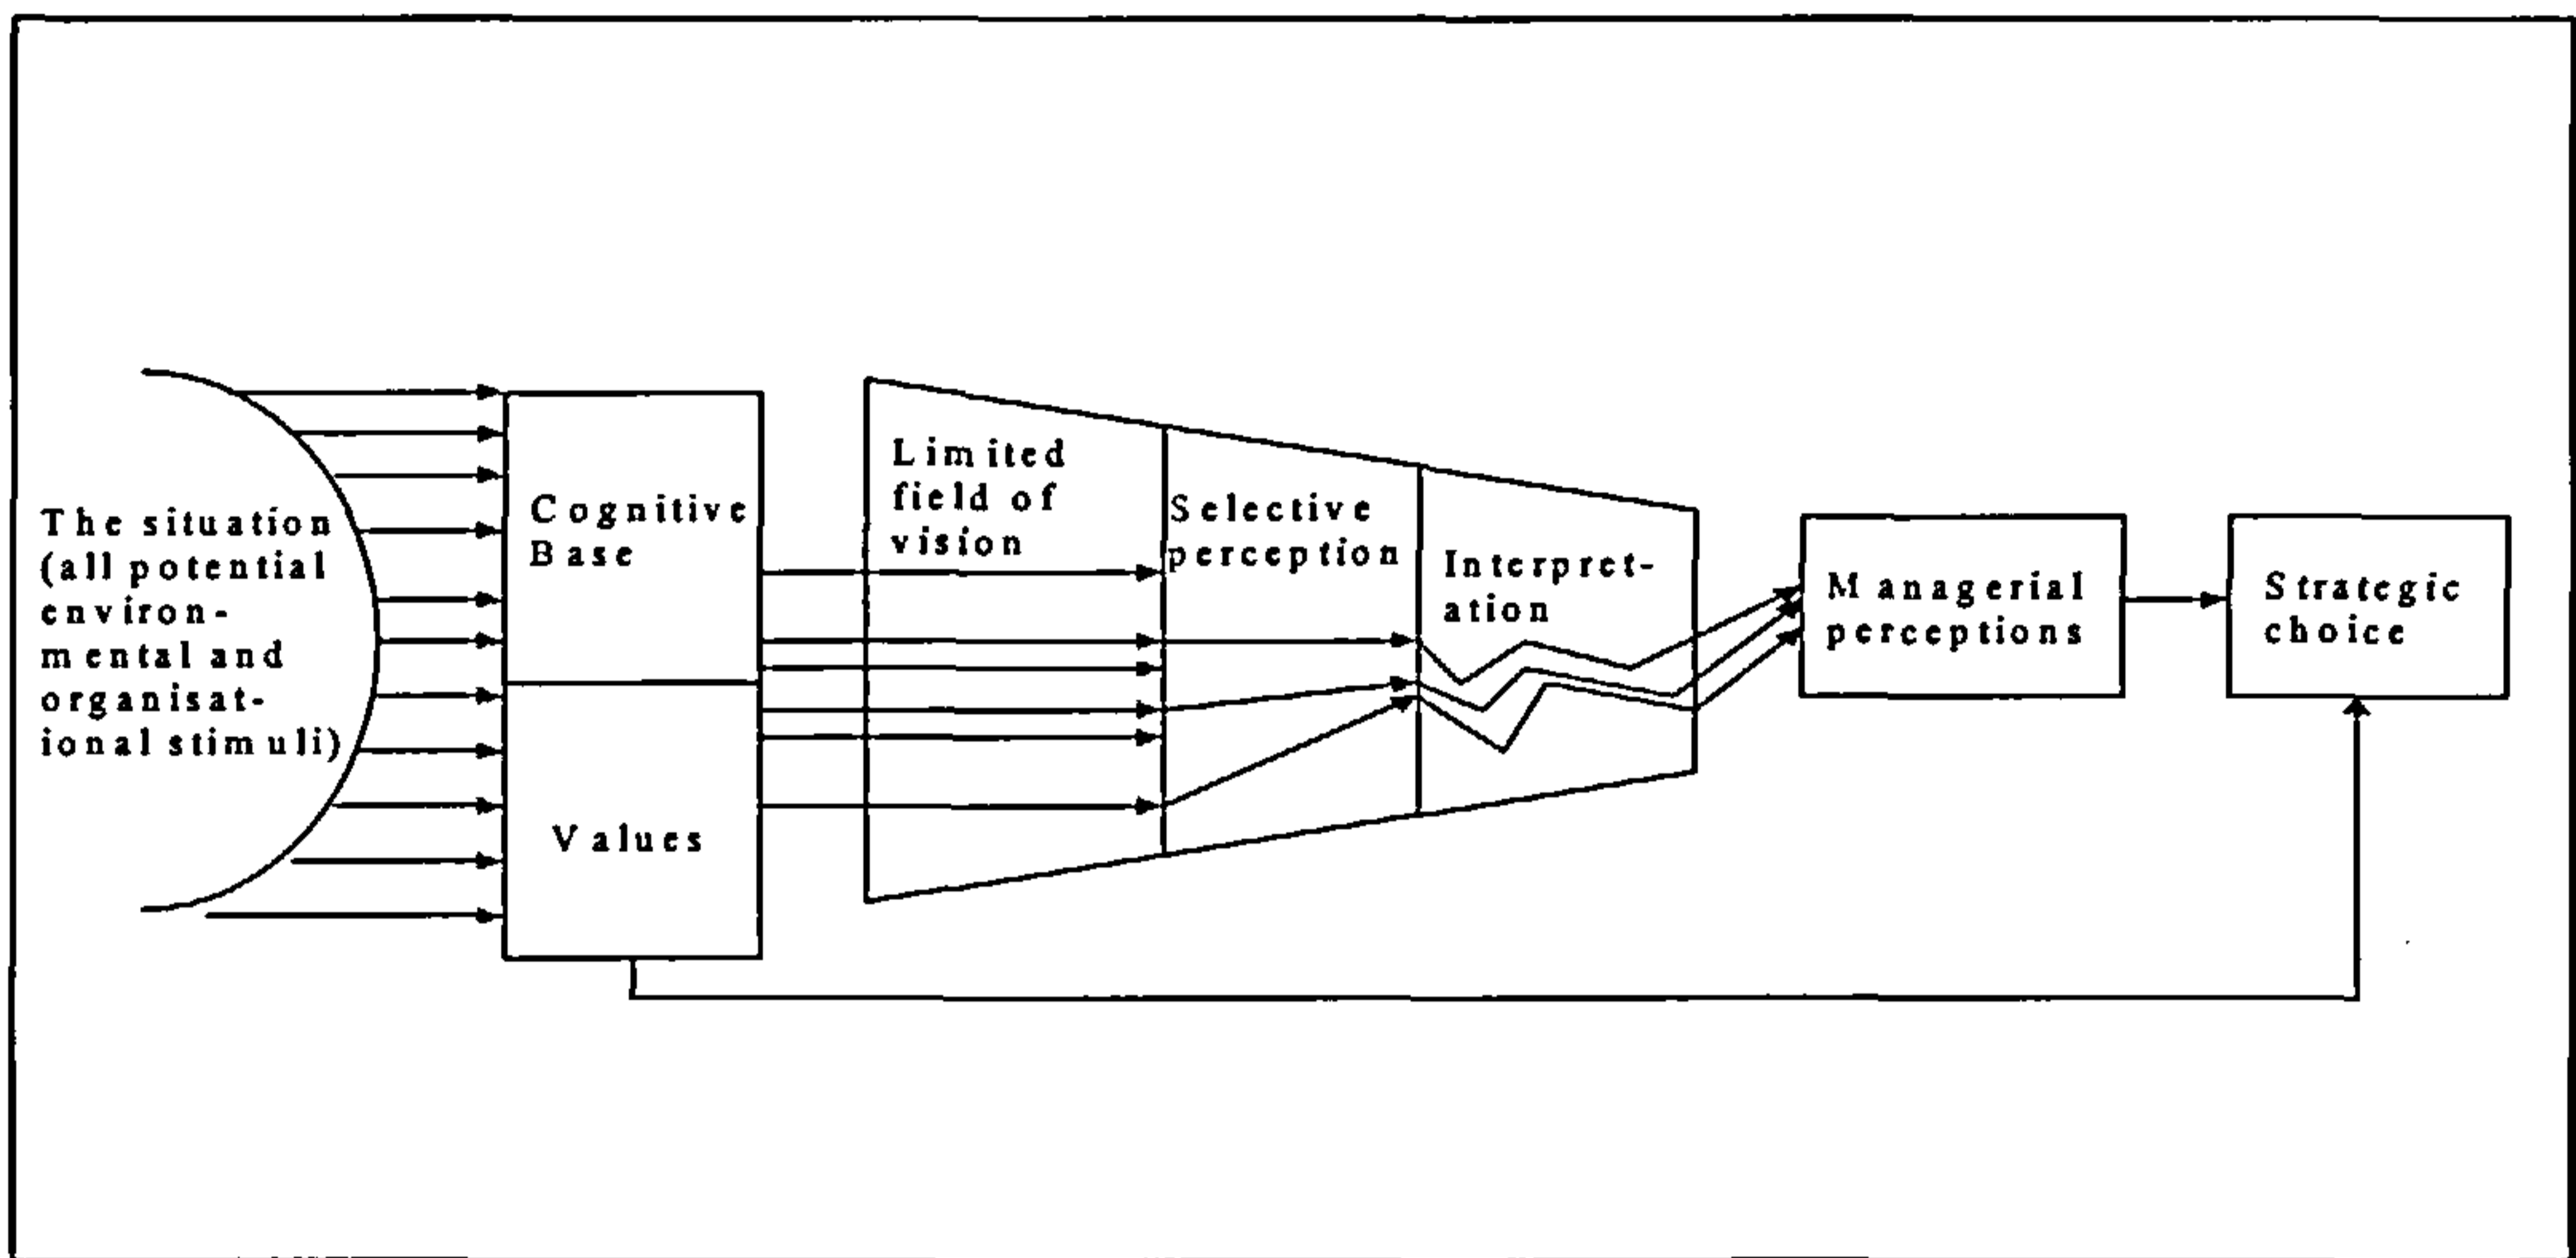 The situation
(all potential
environ-
mental and
organisat-
ional stimuli)
Cognitive
Base
Values
Limited
field of
vision
Selective
perception
Interpret-
ation
Managerial
perceptions
Strategic
choice